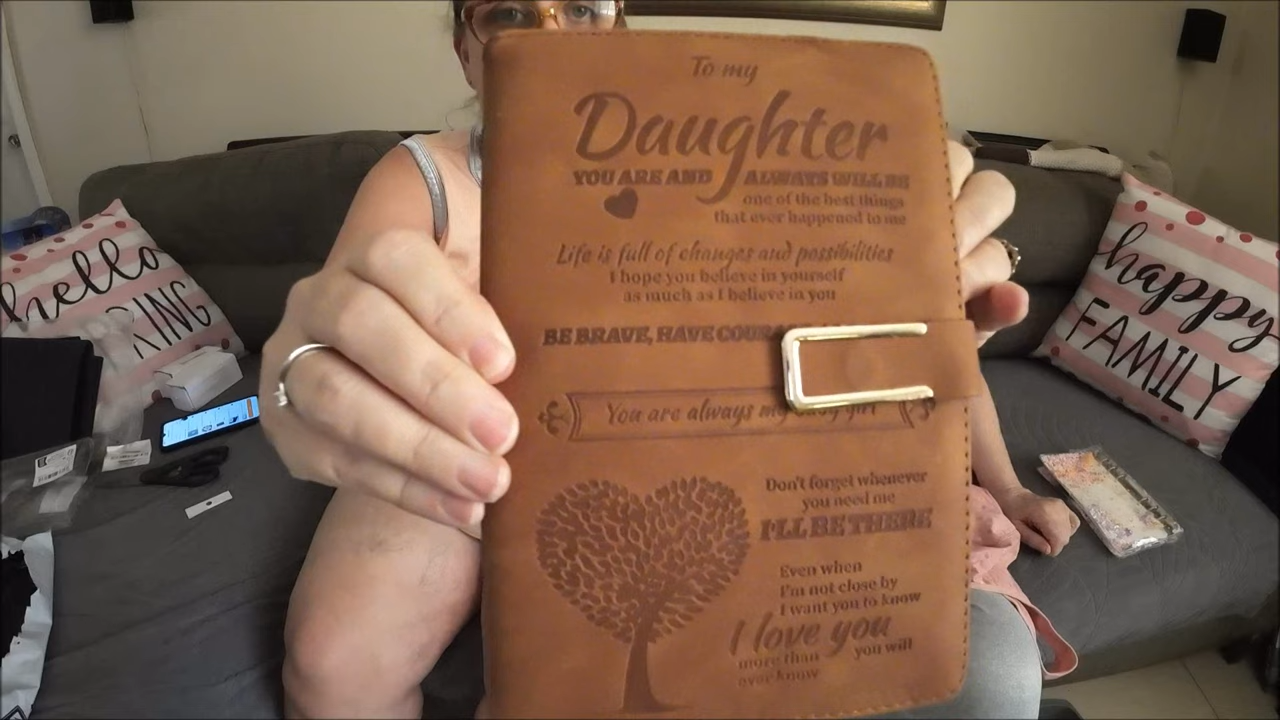 To my
Daughter
YOU ARE AND ALWAYS WILL BE
one of the best things
that ever happened to me
Life is full of changes and possibilities
I hope you believe in yourself
as much as I believe in you
BE BRAVE, HAVE COURA
You are always my girl
Don't forget whenever
you need me
I'LL BE THERE
Even when
I'm not close by
I want you to know
I love you
more than you will
ever know
hello
RING
happy
FAMILY